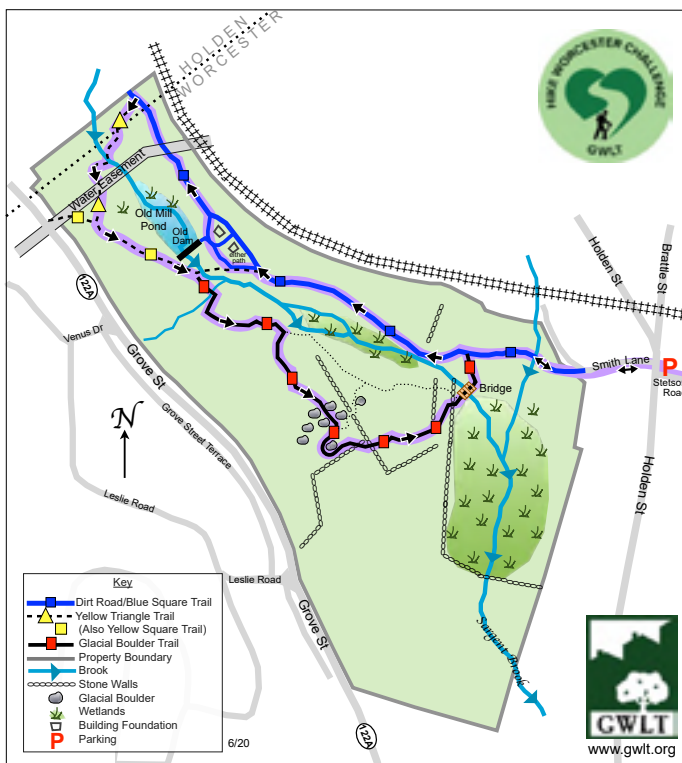 HOLDEN
WORCESTER
HIKE WORCESTER CHALLENGE
GWLT
Water Easement
Old Mill
Pond
Old
Dam
either
path
Holden St
Brattle St
122A
Venus Dr
Grove St
Smith Lane
P
Stetson
Road
Bridge
N
Grove Street Terrace
Leslie Road
Holden St
Leslie Road
Grove St
Key
Dirt Road/Blue Square Trail
Yellow Triangle Trail
(Also Yellow Square Trail)
Glacial Boulder Trail
Property Boundary
Brook
Stone Walls
Glacial Boulder
Wetlands
Building Foundation
P Parking
6/20
122A
Sargent Brook
GWLT
www.gwlt.org